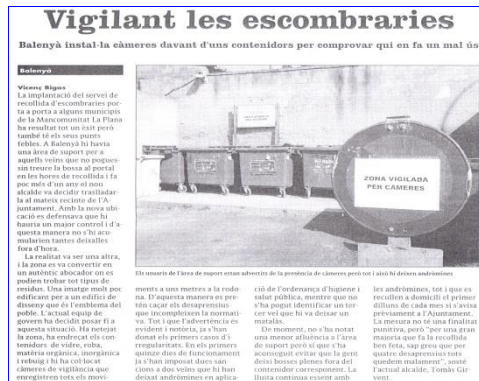 Vigilant les escombraries
Balenyà instal·la càmeres davant d'uns contenidors per comprovar qui en fa un mal ús
Balenyà
Vicenç Bigas
La implantació del servei de
recollida d'escombraries por-
ta a porta a alguns municipis
de la Mancomunitat La Plana
ha resultat tot un èxit però
també té els seus punts
febles. A Balenyà hi havia
una àrea de suport per a
aquells veïns que no pogues-
sin treure la bossa al portal
en les hores de recollida i fa
poc més d'un any el nou
alcalde va decidir traslladar-
la al mateix recinte de l'A-
juntament. Amb la nova ubi-
cació es defensava que hi
hauria un major control i d'a-
questa manera no s'hi acu-
mularien tantes deixalles
fora d'hora.
La realitat va ser una altra,
i la zona es va convertir en
un autèntic abocador on es
podien trobar tot tipus de
residus. Una imatge molt poc
edificant per a un edifici de
disseny que és l'emblema del
poble. L'actual equip de
govern ha decidit posar fi a
aquesta situació. Ha netejat
la zona, ha endreçat els con-
tenidors de vidre, roba,
matèria orgànica, inorgànica
i rebuig i hi ha col·locat
càmeres de vigilància que
enregistren tots els movi-
ZONA VIGILADA
PER CÀMERES
Els usuaris de l'àrea de suport estan advertits de la presència de càmeres però tot i això hi deixen andròmines
ments a uns metres a la rodo-
na. D'aquesta manera es pre-
tén caçar els desaprensius
que incompleixen la normati-
va. Tot i que l'advertència és
evident i notòria, ja s'han
donat els primers casos d'i-
rregularitats. En els primers
quinze dies de funcionament
ja s'han imposat dues san-
cions a dos veïns que hi han
deixat andròmines en aplica-
ció de l'ordenança d'higiene i
salut pública, mentre que no
s'ha pogut identificar un ter-
cer veí que hi va deixar un
matalàs.
De moment, no s'ha notat
una menor afluència a l'àrea
de suport però sí que s'ha
aconseguit evitar que la gent
deixi bosses plenes fora del
contenidor corresponent. La
lluita continua essent amb
les andròmines, tot i que es
recullen a domicili el primer
dilluns de cada mes si s'avisa
prèviament a l'Ajuntament.
La mesura no té una finalitat
punitiva, però "per una gran
majoria que fa la recollida
ben feta, sap greu que per
quatre desaprensius tots
quedem malament", sosté
l'actual alcalde, Tomàs Gir-
vent.